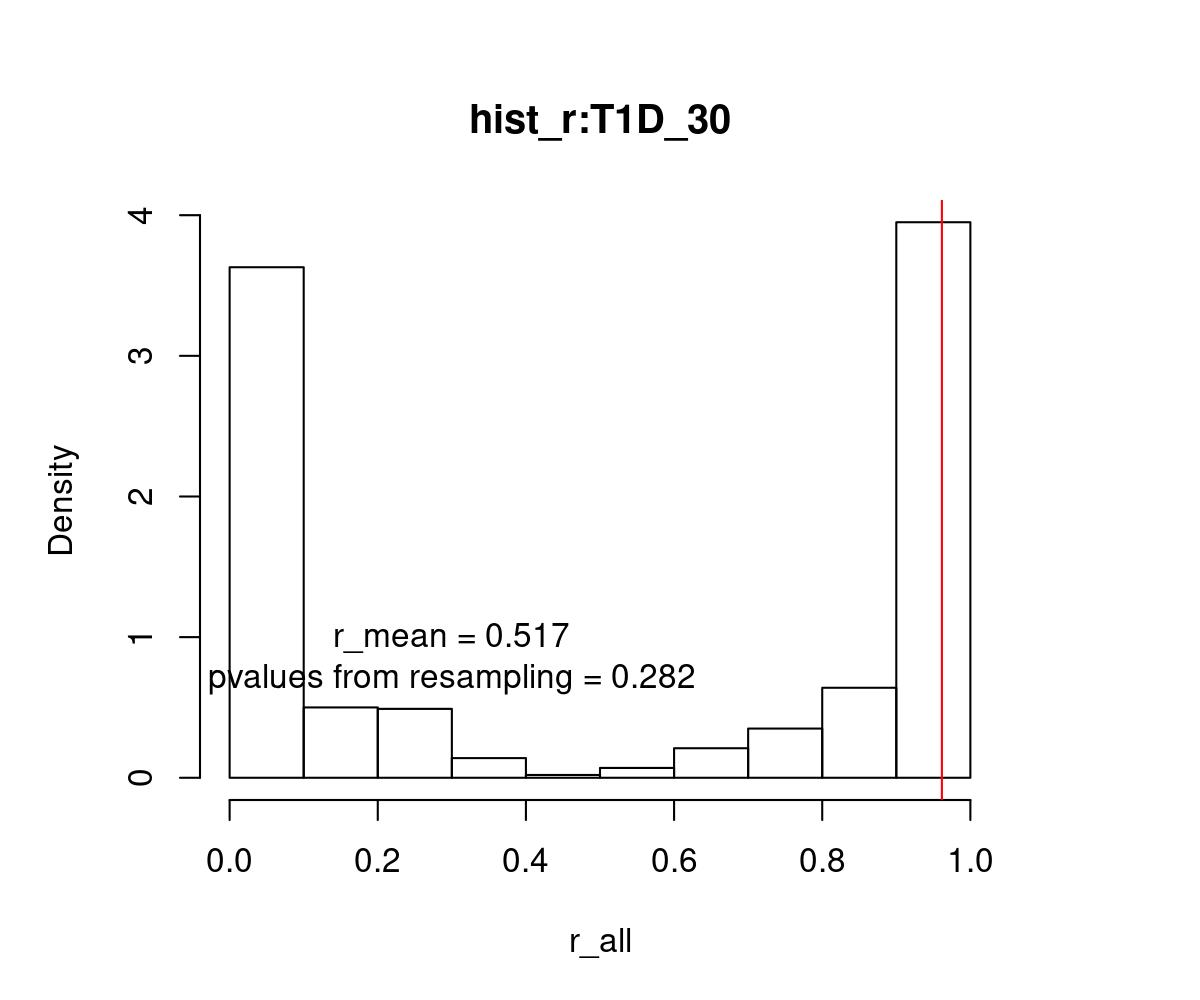 hist_r:T1D_30
4
3
2
1
0
Density
r_mean = 0.517
pvalues from resampling = 0.282
0.0 0.2 0.4 0.6 0.8 1.0
r_all